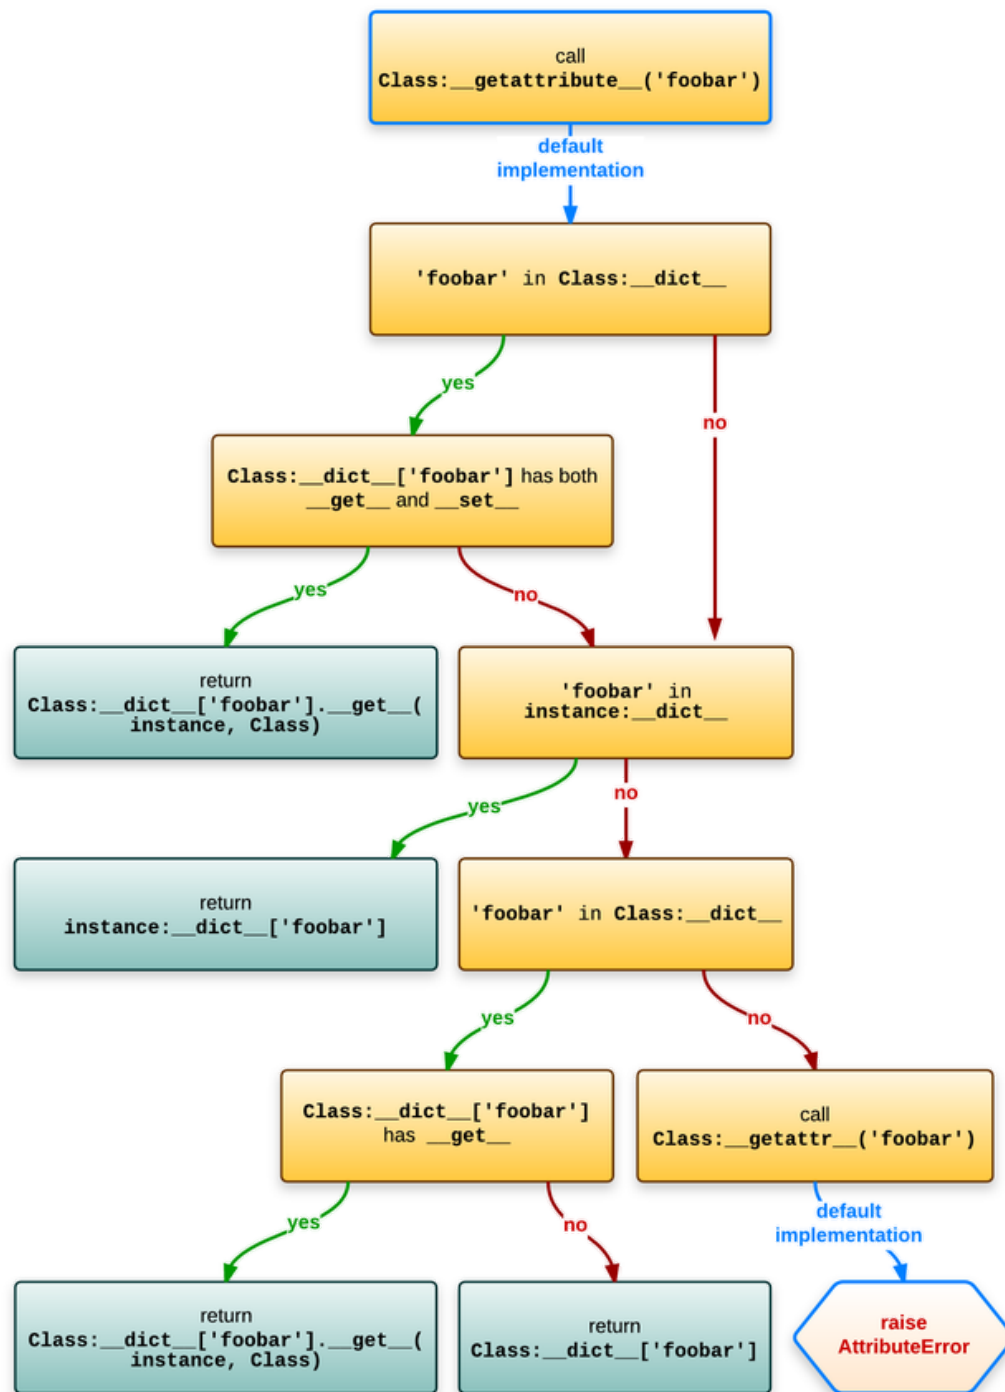 call
Class:__getattribute__('foobar')
default
implementation
'foobar' in Class:__dict__
yes
no
Class:__dict__['foobar'] has both
__get__ and __set__
yes
no
return
Class:__dict__['foobar'].__get__(
instance, Class)
'foobar' in
instance:__dict__
yes
no
return
instance:__dict__['foobar']
'foobar' in Class:__dict__
yes
no
Class:__dict__['foobar']
has __get__
call
Class:__getattr__('foobar')
yes
no
default
implementation
return
Class:__dict__['foobar'].__get__(
instance, Class)
return
Class:__dict__['foobar']
raise
AttributeError